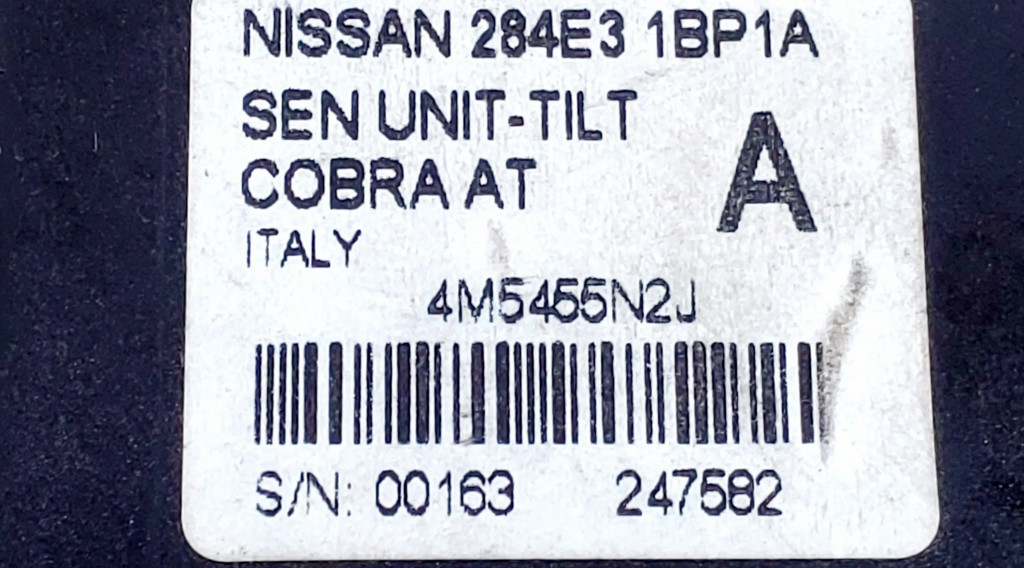 NISSAN 284E3 1BP1A
SEN UNIT-TILT
COBRA AT
A
ITALY
4M5455N2J
S/N: 00163 247582